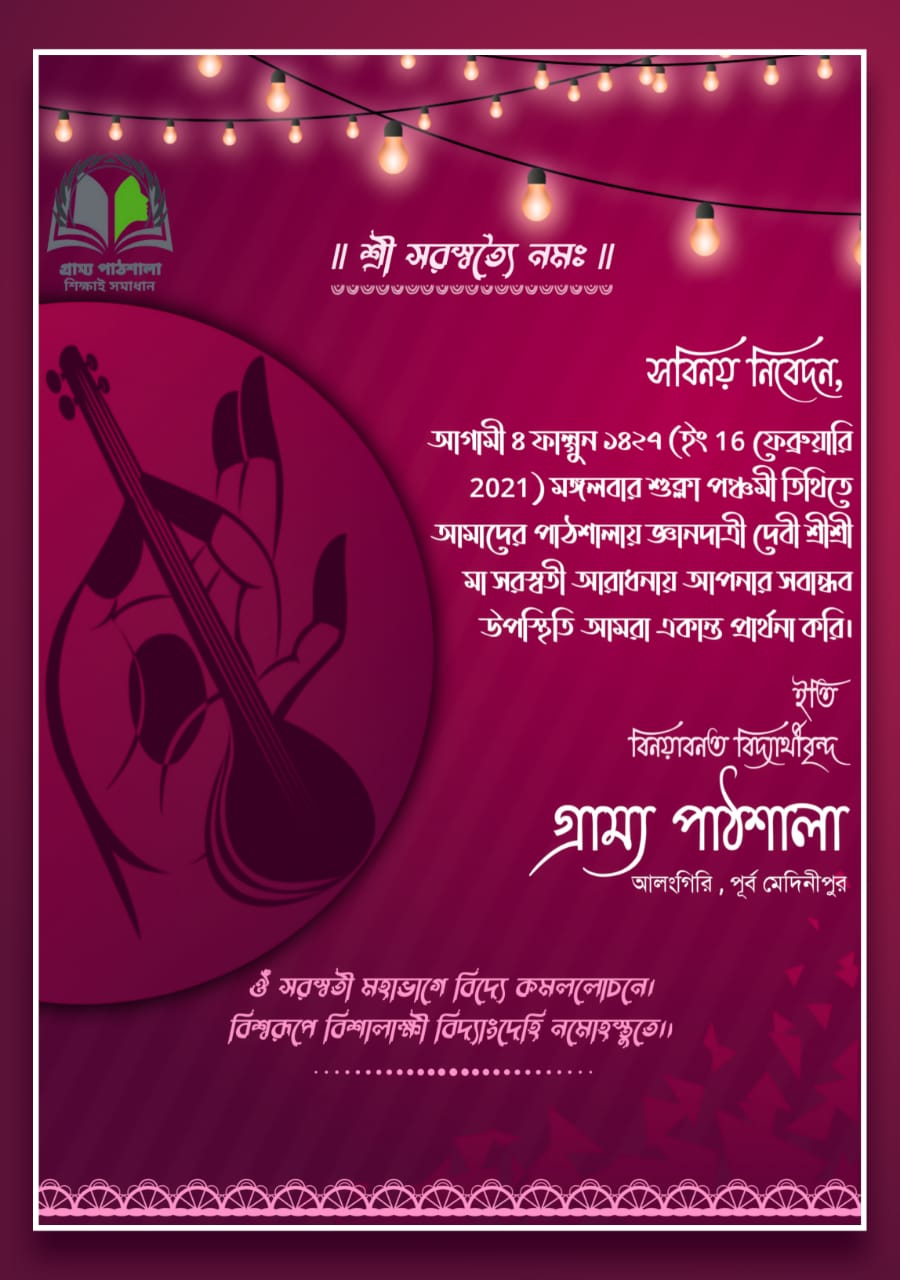 গ্রাম্য পাঠশালা
শিক্ষাই সমাধান
॥ শ্রী সরস্বত্যৈ নমঃ ॥
সবিনয় নিবেদন,
আগামী ৪ ফাল্গুন ১৪২৭ (ইং 16 ফেব্রুয়ারি
2021) মঙ্গলবার শুক্লা পঞ্চমী তিথিতে
আমাদের পাঠশালায় জ্ঞানদাত্রী দেবী শ্রীশ্রী
মা সরস্বতী আরাধনায় আপনার সবান্ধব
উপস্থিতি আমরা একান্ত প্রার্থনা করি।
ইতি
বিনয়াবনত বিদ্যার্থীবৃন্দ
গ্রাম্য পাঠশালা
আলংগিরি , পূর্ব মেদিনীপুর
ওঁ সরস্বতী মহাভাগে বিদ্যে কমললোচনে।
বিশ্বরূপে বিশালাক্ষী বিদ্যাংদেহি নমোহস্তুতে।।